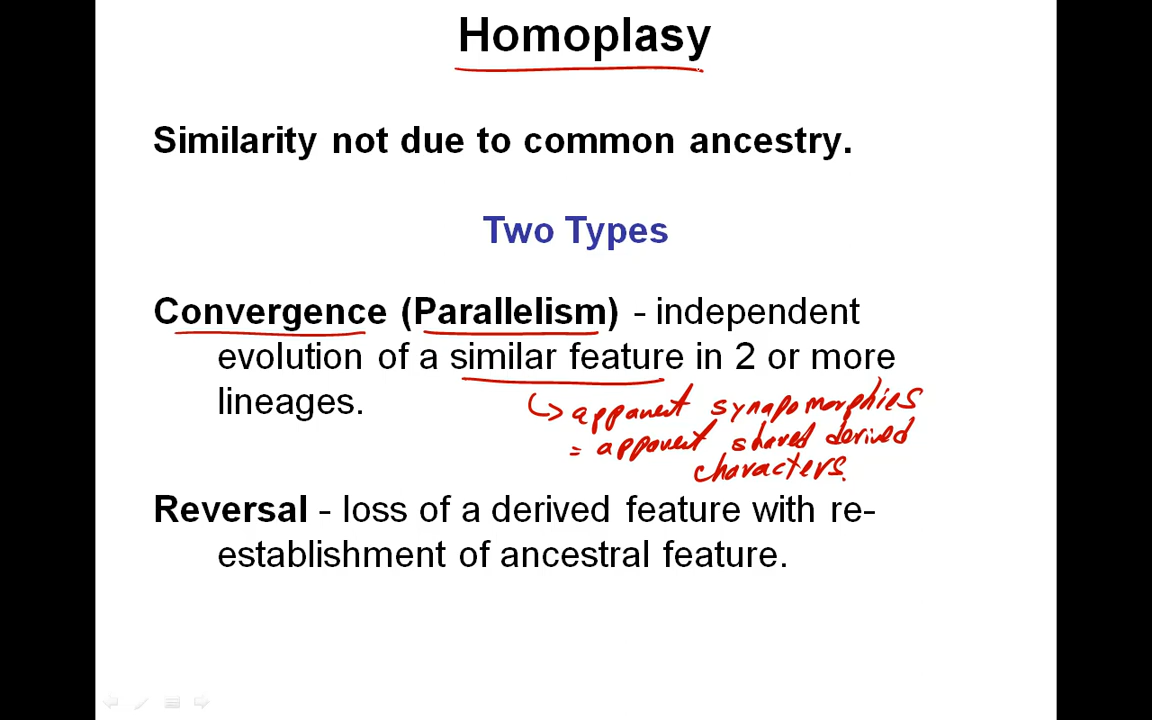 Homoplasy
Similarity not due to common ancestry.
Two Types
Convergence (Parallelism) - independent
evolution of a similar feature in 2 or more
lineages.
apparent synapomorphies
= apparent shared derived
characters.
Reversal - loss of a derived feature with re-
establishment of ancestral feature.